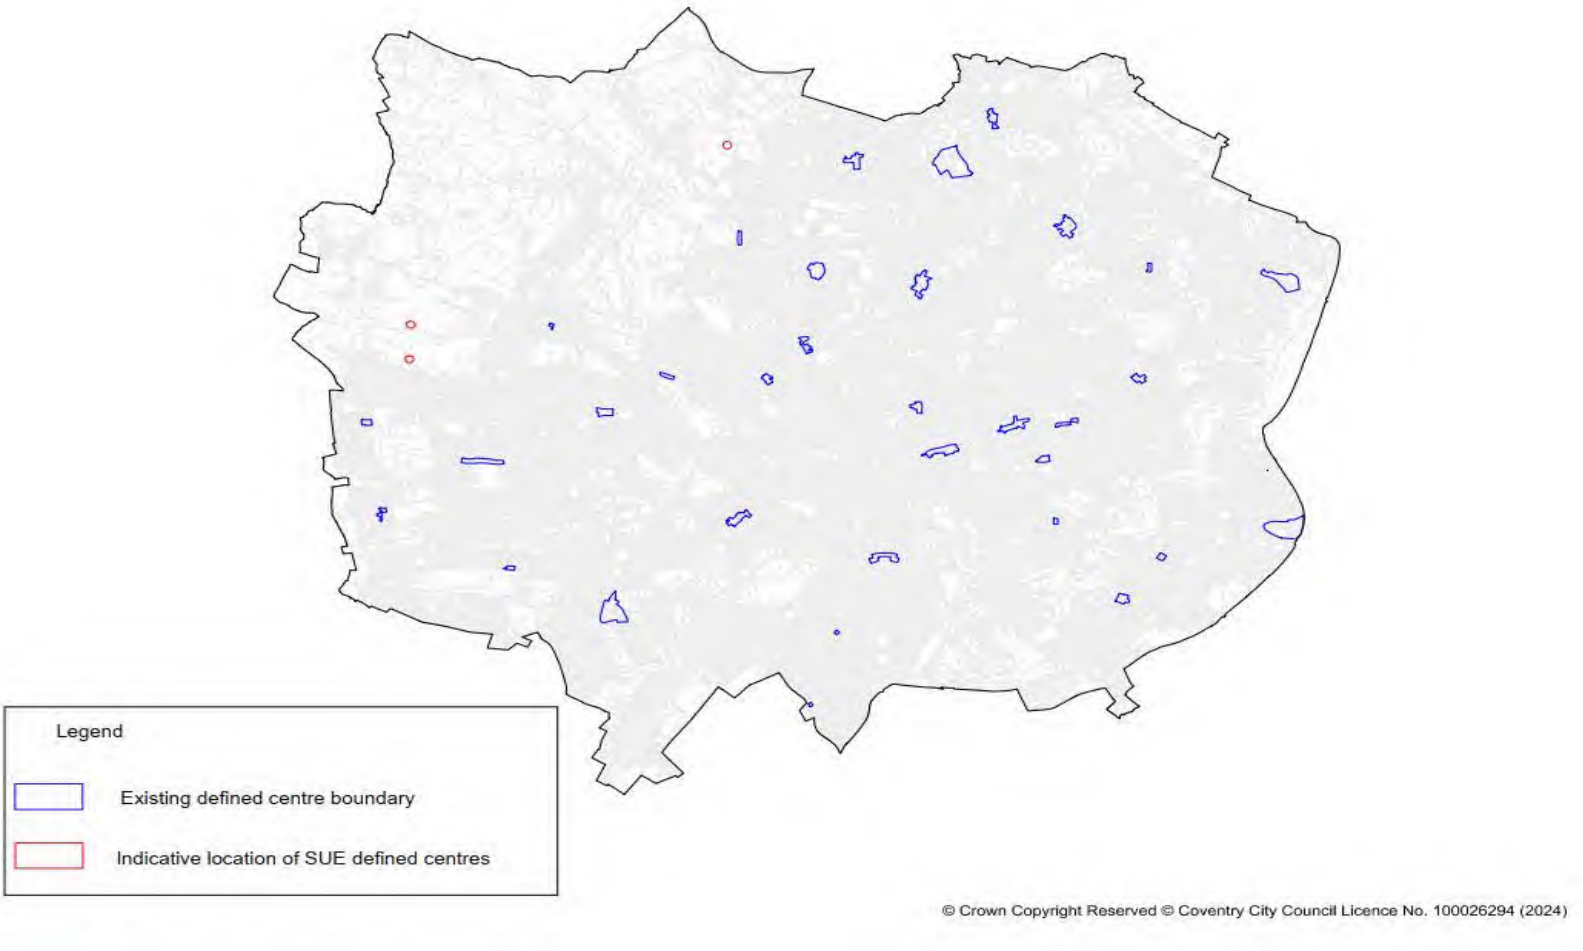 Legend
Existing defined centre boundary
Indicative location of SUE defined centres
© Crown Copyright Reserved © Coventry City Council Licence No. 100026294 (2024)